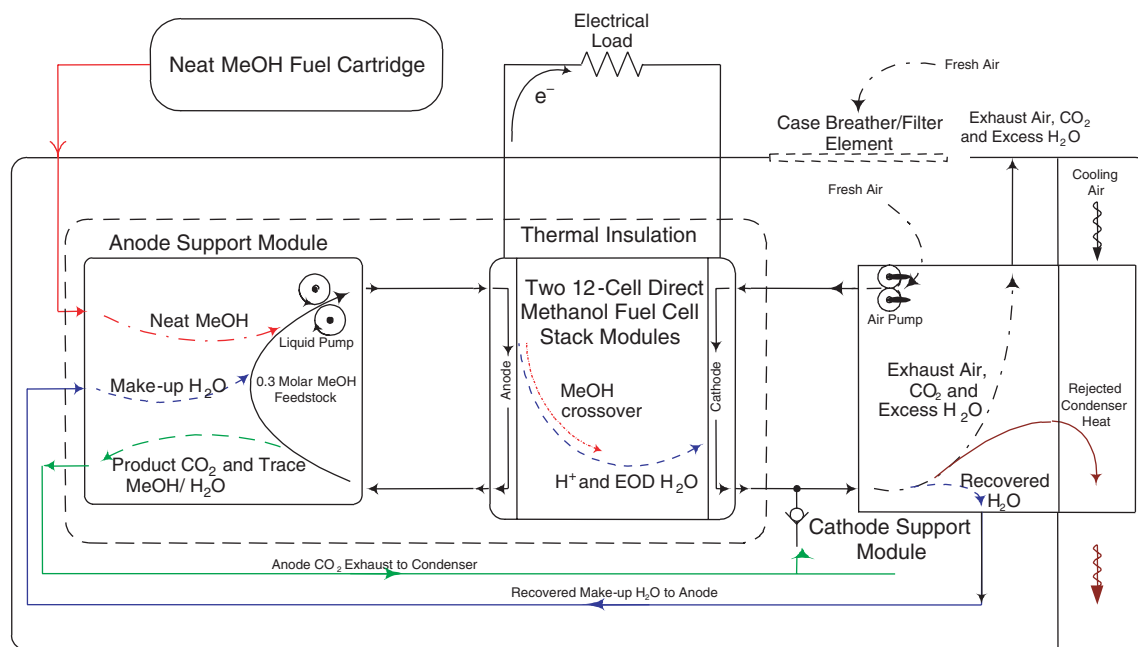 Electrical
Load
Neat MeOH Fuel Cartridge
e⁻
Fresh Air
Case Breather/Filter
Element
Exhaust Air, CO₂
and Excess H₂O
Cooling
Air
Fresh Air
Anode Support Module
Thermal Insulation
Neat MeOH
Liquid Pump
Two 12-Cell Direct
Methanol Fuel Cell
Stack Modules
Air Pump
Make-up H₂O
0.3 Molar MeOH
Feedstock
Anode
MeOH
crossover
Cathode
Exhaust Air,
CO₂ and
Excess H₂O
Rejected
Condenser
Heat
Product CO₂ and Trace
MeOH/ H₂O
H⁺ and EOD H₂O
Recovered
H₂O
Cathode Support
Module
Anode CO₂ Exhaust to Condenser
Recovered Make-up H₂O to Anode